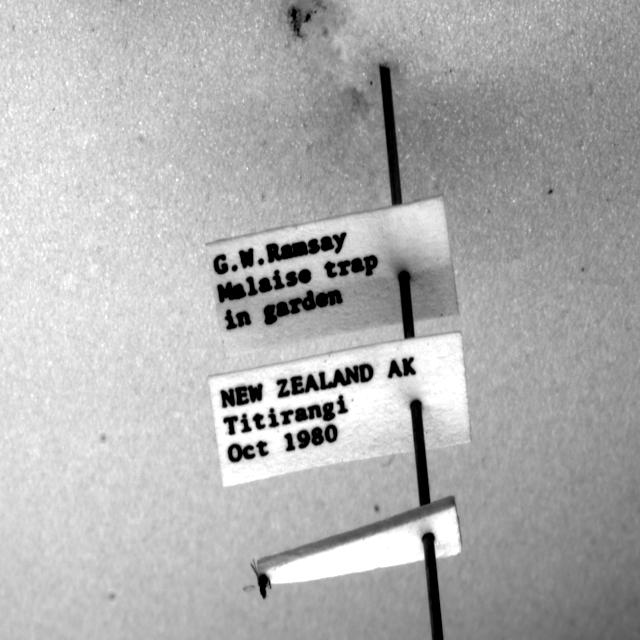 G.W.Ramsay
Malaise trap
in garden
NEW ZEALAND AK
Titirangi
Oct 1980